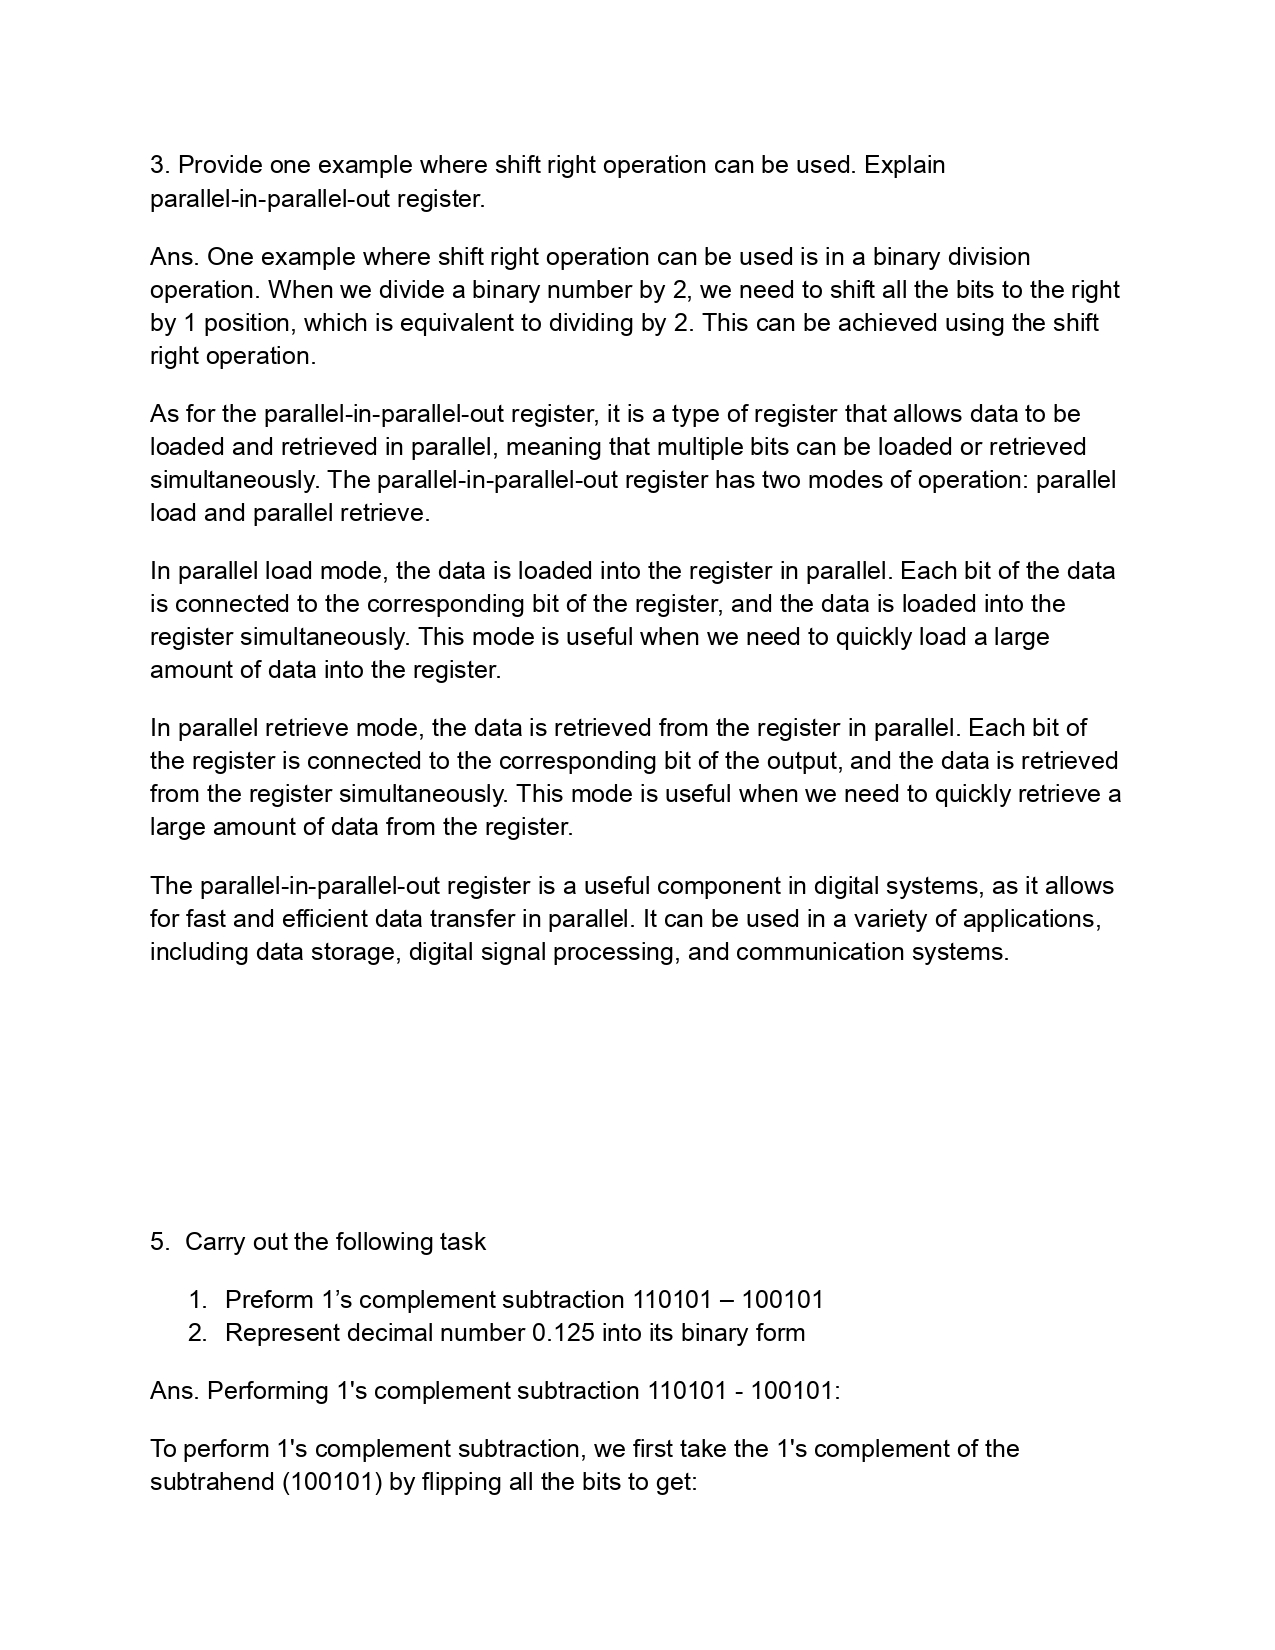 3. Provide one example where shift right operation can be used. Explain
parallel-in-parallel-out register.
Ans. One example where shift right operation can be used is in a binary division
operation. When we divide a binary number by 2, we need to shift all the bits to the right
by 1 position, which is equivalent to dividing by 2. This can be achieved using the shift
right operation.
As for the parallel-in-parallel-out register, it is a type of register that allows data to be
loaded and retrieved in parallel, meaning that multiple bits can be loaded or retrieved
simultaneously. The parallel-in-parallel-out register has two modes of operation: parallel
load and parallel retrieve.
In parallel load mode, the data is loaded into the register in parallel. Each bit of the data
is connected to the corresponding bit of the register, and the data is loaded into the
register simultaneously. This mode is useful when we need to quickly load a large
amount of data into the register.
In parallel retrieve mode, the data is retrieved from the register in parallel. Each bit of
the register is connected to the corresponding bit of the output, and the data is retrieved
from the register simultaneously. This mode is useful when we need to quickly retrieve a
large amount of data from the register.
The parallel-in-parallel-out register is a useful component in digital systems, as it allows
for fast and efficient data transfer in parallel. It can be used in a variety of applications,
including data storage, digital signal processing, and communication systems.
5. Carry out the following task
1. Preform 1’s complement subtraction 110101 – 100101
2. Represent decimal number 0.125 into its binary form
Ans. Performing 1's complement subtraction 110101 - 100101:
To perform 1's complement subtraction, we first take the 1's complement of the
subtrahend (100101) by flipping all the bits to get: